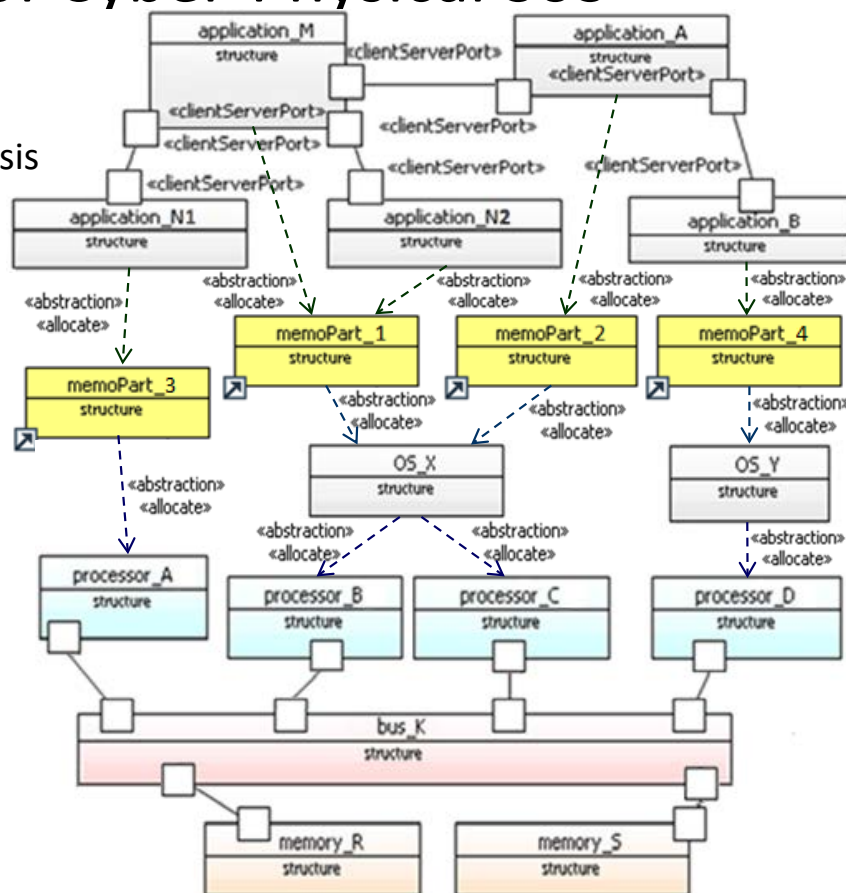 Cyber Physical
application_M
structure
«clientServerPort»
application_A
structure
«clientServerPort»
«clientServerPort»
«clientServerPort»
«clientServerPort»
sis
«clientServerPort»
«clientServerPort»
«clientServerPort»
application_N1
structure
application_N2
structure
application_B
structure
«abstraction»
«allocate»
«abstraction»
«allocate»
«abstraction»
«allocate»
«abstraction»
«allocate»
«abstraction»
«allocate»
memoPart_1
structure
memoPart_2
structure
memoPart_4
structure
memoPart_3
structure
«abstraction»
«allocate»
«abstraction»
«allocate»
«abstraction»
«allocate»
OS_X
structure
OS_Y
structure
«abstraction»
«allocate»
«abstraction»
«allocate»
«abstraction»
«allocate»
«abstraction»
«allocate»
processor_A
structure
processor_B
structure
processor_C
structure
processor_D
structure
bus_K
structure
memory_R
structure
memory_S
structure